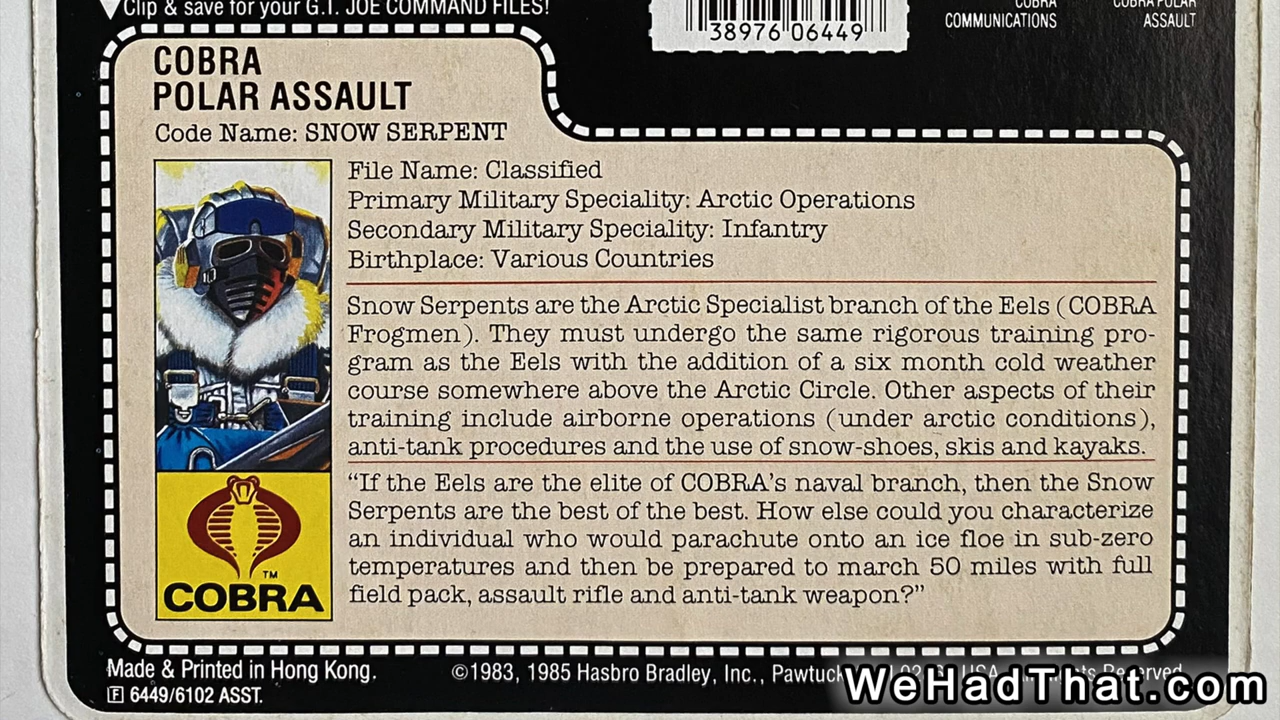 Clip & save for your G.I. JOE COMMAND FILES!
38976 06449
COBRA
COMMUNICATIONS
COBRA POLAR
ASSAULT
COBRA
POLAR ASSAULT
Code Name: SNOW SERPENT
File Name: Classified
Primary Military Speciality: Arctic Operations
Secondary Military Speciality: Infantry
Birthplace: Various Countries
Snow Serpents are the Arctic Specialist branch of the Eels (COBRA
Frogmen). They must undergo the same rigorous training pro-
gram as the Eels with the addition of a six month cold weather
course somewhere above the Arctic Circle. Other aspects of their
training include airborne operations (under arctic conditions),
anti-tank procedures and the use of snow-shoes, skis and kayaks.
"If the Eels are the elite of COBRA's naval branch, then the Snow
Serpents are the best of the best. How else could you characterize
an individual who would parachute onto an ice floe in sub-zero
temperatures and then be prepared to march 50 miles with full
field pack, assault rifle and anti-tank weapon?"
TM
COBRA
Made & Printed in Hong Kong.
©1983, 1985 Hasbro Bradley, Inc., USA Rights Reserved
F 6449/6102 ASST.
WeHadThat.com